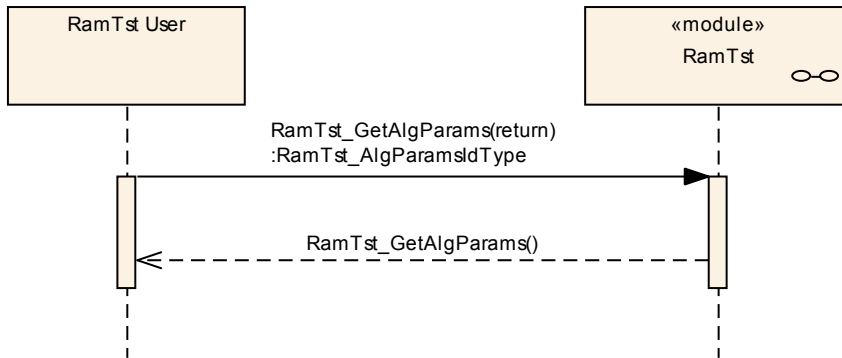 RamTst User
«module»
RamTst
RamTst_GetAlgParams(return)
:RamTst_AlgParamsIdType
RamTst_GetAlgParams()